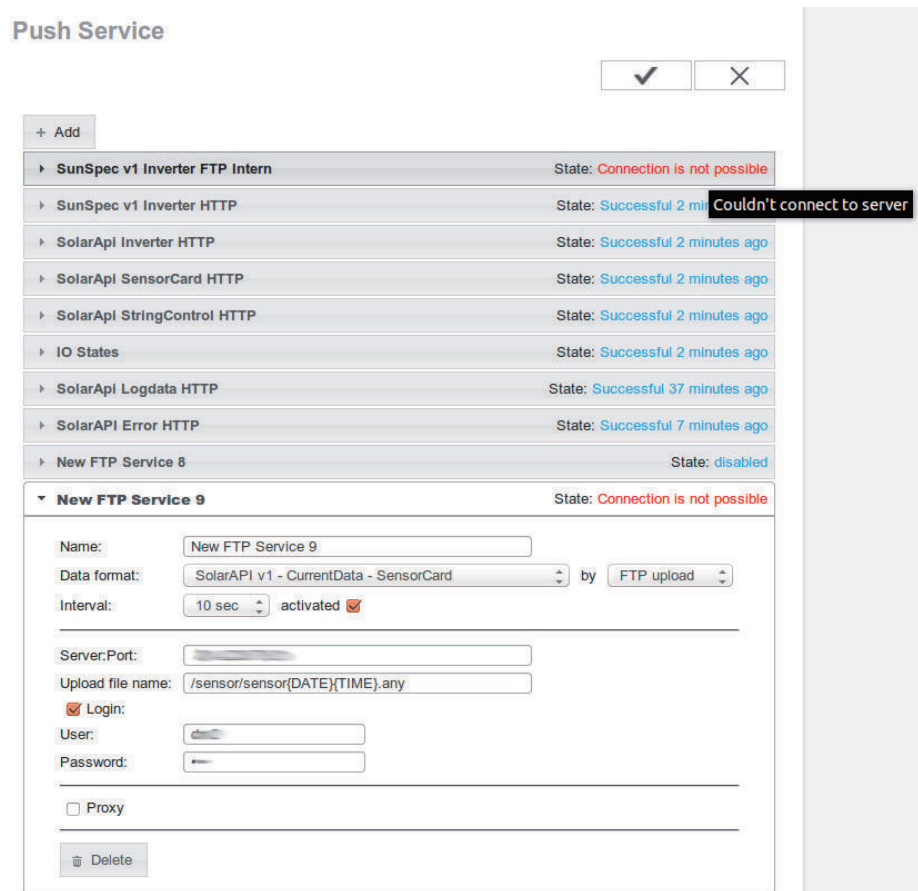 Push Service
+ Add
SunSpec v1 Inverter FTP Intern State: Connection is not possible
SunSpec v1 Inverter HTTP State: Successful 2 Couldn't connect to server
SolarApi Inverter HTTP State: Successful 2 minutes ago
SolarApi SensorCard HTTP State: Successful 2 minutes ago
SolarApi StringControl HTTP State: Successful 2 minutes ago
IO States State: Successful 2 minutes ago
SolarApi Logdata HTTP State: Successful 37 minutes ago
SolarAPI Error HTTP State: Successful 7 minutes ago
New FTP Service 8 State: disabled
New FTP Service 9 State: Connection is not possible
Name: New FTP Service 9
Data format: SolarAPI v1 - CurrentData - SensorCard by FTP upload
Interval: 10 sec activated
Server:Port:
Upload file name: /sensor/sensor{DATE}{TIME}.any
Login:
User:
Password:
Proxy
Delete